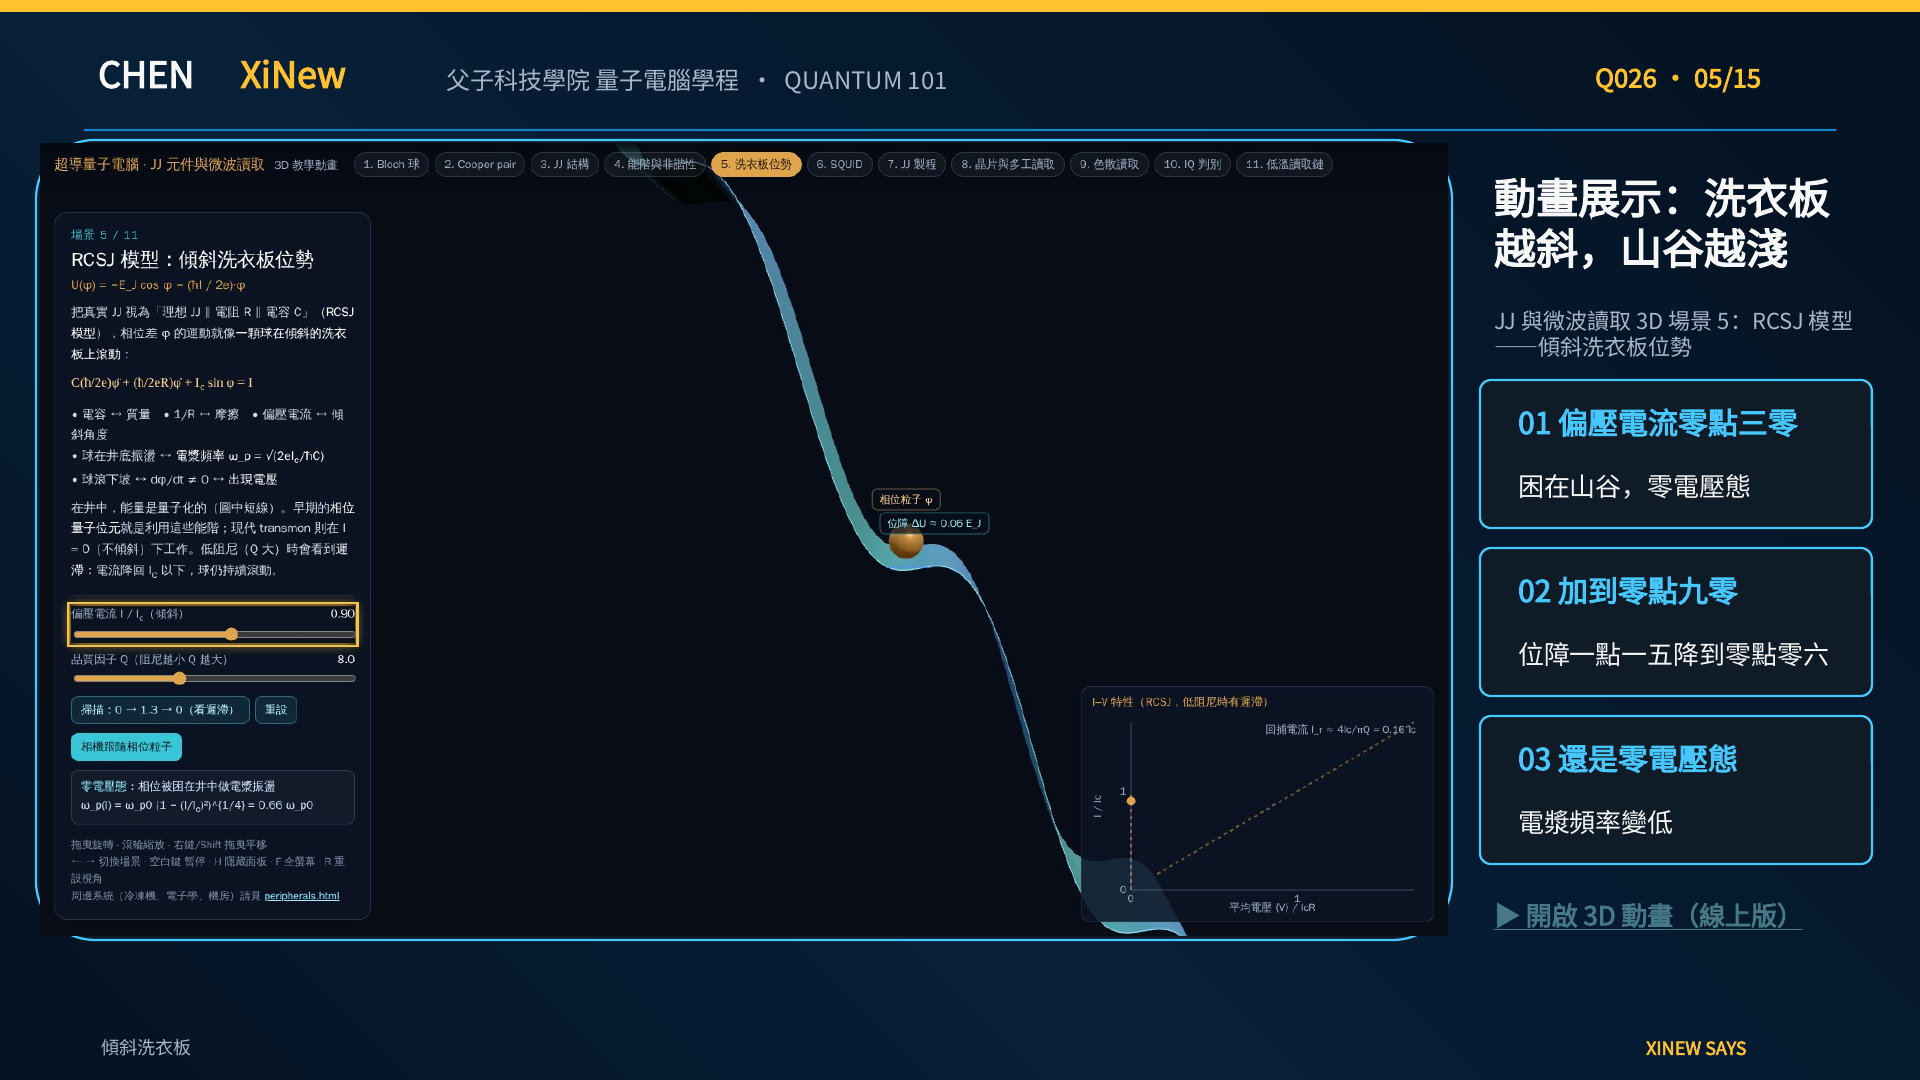 CHEN XiNew 父子科技學院 量子電腦學程 • QUANTUM 101 Q026 • 05/15
超導量子電腦 · JJ 元件與微波讀取 3D 教學動畫 1. Bloch 球 2. Cooper pair 3. JJ 結構 4. 能階與非諧性 5. 洗衣板位勢 6. SQUID 7. JJ 製程 8. 晶片與多工讀取 9. 色散讀取 10. IQ 判別 11. 低溫讀取鏈
場景 5 / 11
RCSJ 模型：傾斜洗衣板位勢
U(φ) = −E_J cos φ − (ħI / 2e)·φ
把真實 JJ 視為「理想 JJ ∥ 電阻 R ∥ 電容 C」（RCSJ
模型），相位差 φ 的運動就像一顆球在傾斜的洗衣
板上滾動：
C(ħ/2e)φ̈ + (ħ/2eR)φ̇ + I_c sin φ = I
• 電容 ↔ 質量 • 1/R ↔ 摩擦 • 偏壓電流 ↔ 傾
斜角度
• 球在井底振盪 ↔ 電漿頻率 ω_p = √(2eI_c/ħC)
• 球滾下坡 ↔ dφ/dt ≠ 0 ↔ 出現電壓
在井中，能量是量子化的（圖中短線）。早期的相位
量子位元就是利用這些能階；現代 transmon 則在 I
= 0（不傾斜）下工作。低阻尼（Q 大）時會看到遲
滯：電流降回 I_c 以下，球仍持續滾動。
偏壓電流 I / I_c（傾斜） 0.90
品質因子 Q（阻尼越小 Q 越大） 8.0
掃描：0 → 1.3 → 0（看遲滯） 重設
相機跟隨相位粒子
零電壓態：相位被困在井中做電漿振盪
ω_p(I) = ω_p0 (1 − (I/I_c)²)^{1/4} = 0.66 ω_p0
拖曳旋轉 · 滾輪縮放 · 右鍵/Shift 拖曳平移
← → 切換場景 · 空白鍵 暫停 · H 隱藏面板 · F 全螢幕 · R 重
設視角
周邊系統（冷凍機、電子學、機房）請見 peripherals.html
相位粒子 φ
位障 ΔU ≈ 0.06 E_J
I–V 特性（RCSJ，低阻尼時有遲滯）
回捕電流 I_r ≈ 4Ic/πQ = 0.16 Ic
I / Ic
1
0
0
1
平均電壓 ⟨V⟩ / IcR
動畫展示：洗衣板
越斜，山谷越淺
JJ 與微波讀取 3D 場景 5：RCSJ 模型
——傾斜洗衣板位勢
01 偏壓電流零點三零
困在山谷，零電壓態
02 加到零點九零
位障一點一五降到零點零六
03 還是零電壓態
電漿頻率變低
▶ 開啟 3D 動畫（線上版）
傾斜洗衣板
XINEW SAYS